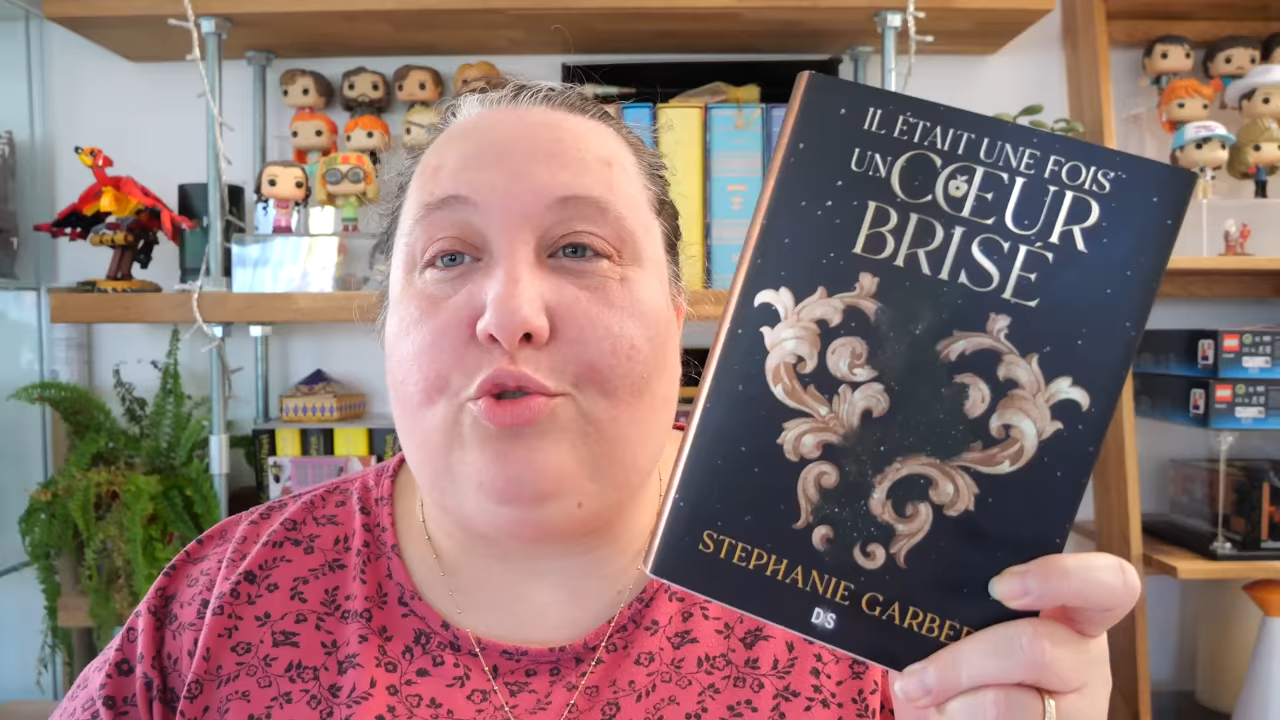 IL ÉTAIT UNE FOIS
UN CŒUR
BRISÉ
STEPHANIE GARBER
DS